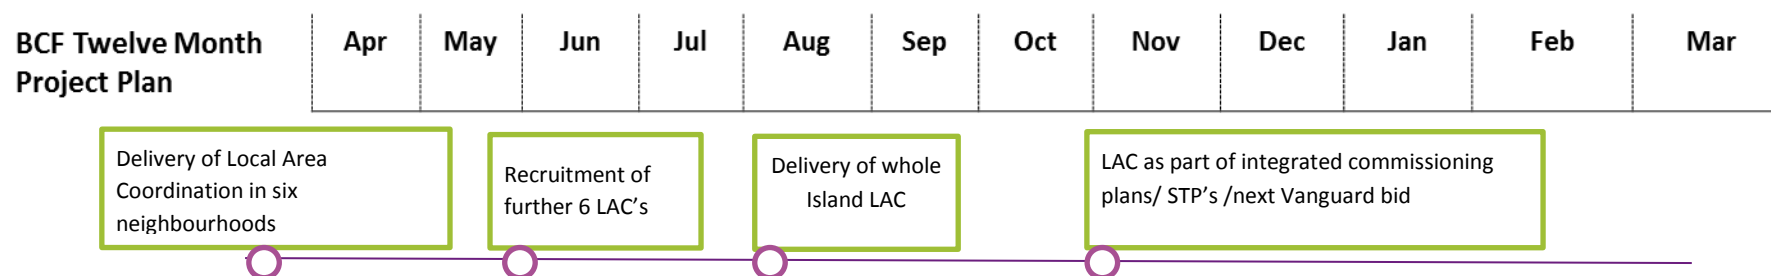 BCF Twelve Month
Project Plan
Apr May Jun Jul Aug Sep Oct Nov Dec Jan Feb Mar
Delivery of Local Area
Coordination in six
neighbourhoods
Recruitment of
further 6 LAC’s
Delivery of whole
Island LAC
LAC as part of integrated commissioning
plans/ STP’s /next Vanguard bid